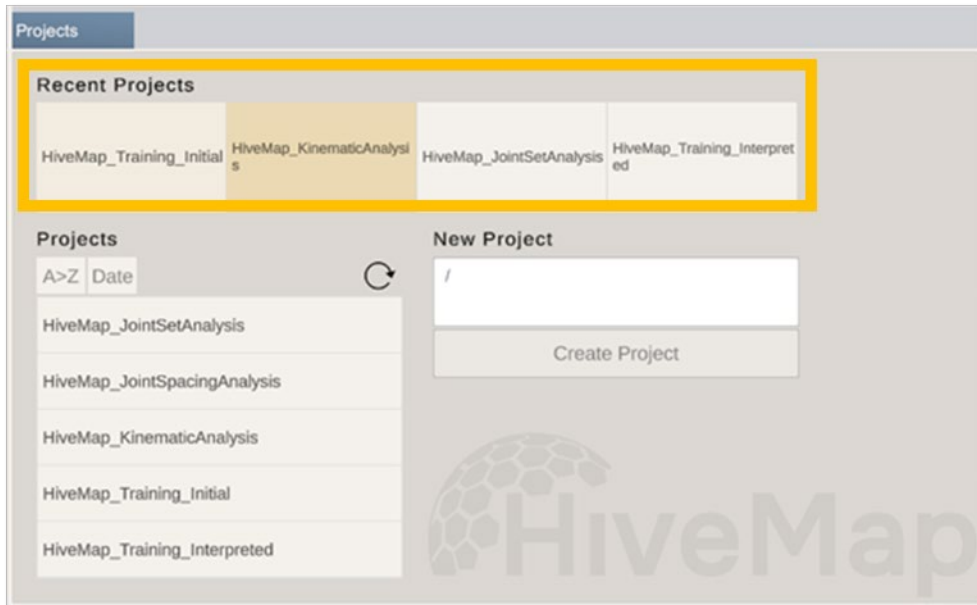 Projects
Recent Projects
HiveMap_Training_Initial
HiveMap_KinematicAnalysi
s
HiveMap_JointSetAnalysis
HiveMap_Training_Interpret
ed
Projects
A>Z Date
HiveMap_JointSetAnalysis
HiveMap_JointSpacingAnalysis
HiveMap_KinematicAnalysis
HiveMap_Training_Initial
HiveMap_Training_Interpreted
New Project
/
Create Project
HiveMap